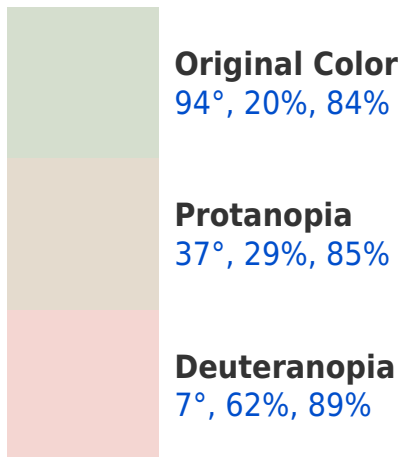 Original Color
94°, 20%, 84%
Protanopia
37°, 29%, 85%
Deuteranopia
7°, 62%, 89%